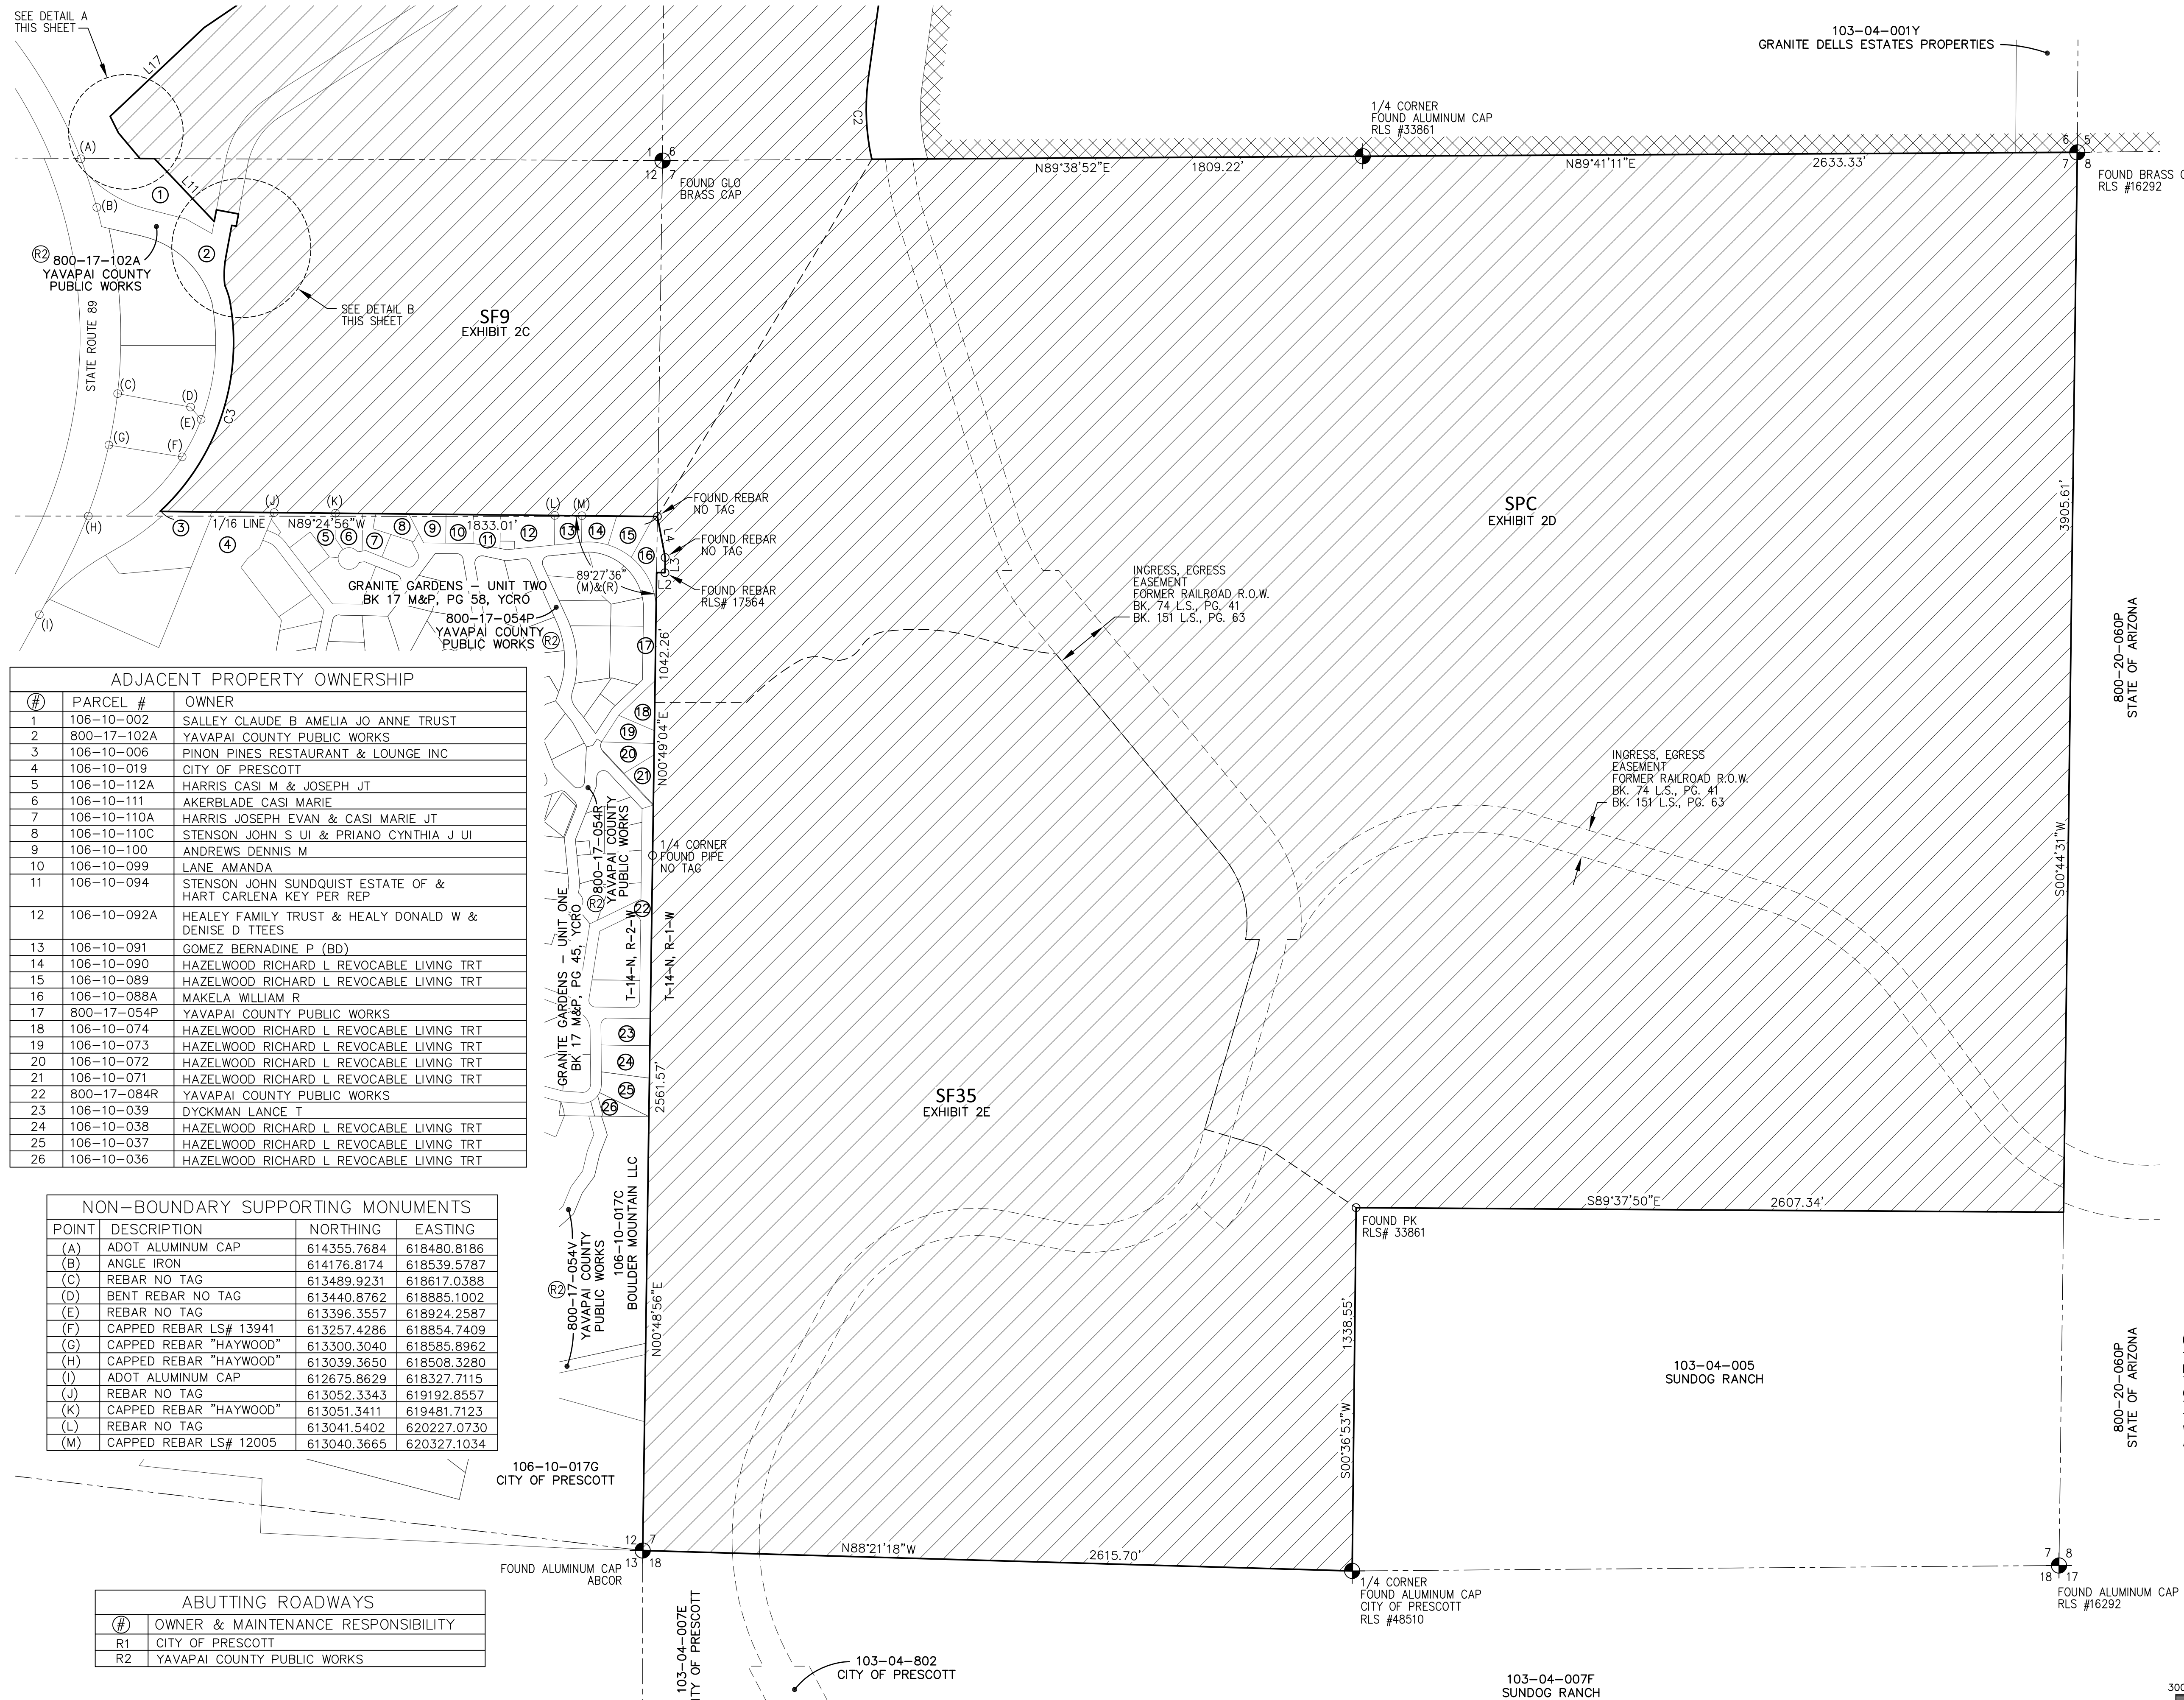 SEE DETAIL A
THIS SHEET
L17
(A)
103-04-001Y
GRANITE DELLS ESTATES PROPERTIES
C2
1/4 CORNER
FOUND ALUMINUM CAP
RLS #33861
1 6
12 7
FOUND GLO
BRASS CAP
N89°38'52"E 1809.22'
N89°41'11"E 2633.33'
6 5
7 8
RLS #16292
1
L11
(B)
2
R2
800-17-102A
YAVAPAI COUNTY
PUBLIC WORKS
SEE DETAIL B
THIS SHEET
SF9
EXHIBIT 2C
STATE ROUTE 89
(C)
(D)
(E)
C3
(G)
(F)
(H)
(I)
3
1/16 LINE
4
(J)
N89°24'56"W
(K)
1833.01'
(L)
(M)
5
6
7
8
9
10
11
12
13
14
15
16
FOUND REBAR
NO TAG
L4
FOUND REBAR
NO TAG
L3
L2
FOUND REBAR
RLS# 17564
89°27'36"
(M)&(R)
GRANITE GARDENS - UNIT TWO
BK 17 M&P, PG 58, YCRO
800-17-054P
YAVAPAI COUNTY
PUBLIC WORKS
R2
17
1042.26'
N00°49'04"E
18
19
20
21
SPC
EXHIBIT 2D
3905.61'
S00°44'31"W
800-20-060P
STATE OF ARIZONA
INGRESS, EGRESS
EASEMENT
FORMER RAILROAD R.O.W.
BK. 74 L.S., PG. 41
BK. 151 L.S., PG. 63
INGRESS, EGRESS
EASEMENT
FORMER RAILROAD R.O.W.
BK. 74 L.S., PG. 41
BK. 151 L.S., PG. 63
ADJACENT PROPERTY OWNERSHIP
# PARCEL # OWNER
1 106-10-002 SALLEY CLAUDE B AMELIA JO ANNE TRUST
2 800-17-102A YAVAPAI COUNTY PUBLIC WORKS
3 106-10-006 PINON PINES RESTAURANT & LOUNGE INC
4 106-10-019 CITY OF PRESCOTT
5 106-10-112A HARRIS CASI M & JOSEPH JT
6 106-10-111 AKERBLADE CASI MARIE
7 106-10-110A HARRIS JOSEPH EVAN & CASI MARIE JT
8 106-10-110C STENSON JOHN S UI & PRIANO CYNTHIA J UI
9 106-10-100 ANDREWS DENNIS M
10 106-10-099 LANE AMANDA
11 106-10-094 STENSON JOHN SUNDQUIST ESTATE OF &
HART CARLENA KEY PER REP
12 106-10-092A HEALEY FAMILY TRUST & HEALY DONALD W &
DENISE D TTEES
13 106-10-091 GOMEZ BERNADINE P (BD)
14 106-10-090 HAZELWOOD RICHARD L REVOCABLE LIVING TRT
15 106-10-089 HAZELWOOD RICHARD L REVOCABLE LIVING TRT
16 106-10-088A MAKELA WILLIAM R
17 800-17-054P YAVAPAI COUNTY PUBLIC WORKS
18 106-10-074 HAZELWOOD RICHARD L REVOCABLE LIVING TRT
19 106-10-073 HAZELWOOD RICHARD L REVOCABLE LIVING TRT
20 106-10-072 HAZELWOOD RICHARD L REVOCABLE LIVING TRT
21 106-10-071 HAZELWOOD RICHARD L REVOCABLE LIVING TRT
22 800-17-084R YAVAPAI COUNTY PUBLIC WORKS
23 106-10-039 DYCKMAN LANCE T
24 106-10-038 HAZELWOOD RICHARD L REVOCABLE LIVING TRT
25 106-10-037 HAZELWOOD RICHARD L REVOCABLE LIVING TRT
26 106-10-036 HAZELWOOD RICHARD L REVOCABLE LIVING TRT
800-17-054R
YAVAPAI COUNTY
PUBLIC WORKS
R2
1/4 CORNER
FOUND PIPE
NO TAG
22
GRANITE GARDENS - UNIT ONE
BK 17 M&P, PG 45, YCRO
T-14-N, R-2-W
T-14-N, R-1-W
23
24
25
26
2561.57'
SF35
EXHIBIT 2E
NON-BOUNDARY SUPPORTING MONUMENTS
POINT DESCRIPTION NORTHING EASTING
(A) ADOT ALUMINUM CAP 614355.7684 618480.8186
(B) ANGLE IRON 614176.8174 618539.5787
(C) REBAR NO TAG 613489.9231 618617.0388
(D) BENT REBAR NO TAG 613440.8762 618885.1002
(E) REBAR NO TAG 613396.3557 618924.2587
(F) CAPPED REBAR LS# 13941 613257.4286 618854.7409
(G) CAPPED REBAR "HAYWOOD" 613300.3040 618585.8962
(H) CAPPED REBAR "HAYWOOD" 613039.3650 618508.3280
(I) ADOT ALUMINUM CAP 612675.8629 618327.7115
(J) REBAR NO TAG 613052.3343 619192.8557
(K) CAPPED REBAR "HAYWOOD" 613051.3411 619481.7123
(L) REBAR NO TAG 613041.5402 620227.0730
(M) CAPPED REBAR LS# 12005 613040.3665 620327.1034
R2
800-17-054V
YAVAPAI COUNTY
PUBLIC WORKS
106-10-017C
BOULDER MOUNTAIN LLC
N00°48'56"E
FOUND PK
RLS# 33861
S89°37'50"E 2607.34'
1338.55'
S00°36'53"W
103-04-005
SUNDOG RANCH
800-20-060P
STATE OF ARIZONA
106-10-017G
CITY OF PRESCOTT
12 7
13 18
FOUND ALUMINUM CAP
ABCOR
N88°21'18"W 2615.70'
1/4 CORNER
FOUND ALUMINUM CAP
CITY OF PRESCOTT
RLS #48510
7 8
18 17
FOUND ALUMINUM CAP
RLS #16292
ABUTTING ROADWAYS
# OWNER & MAINTENANCE RESPONSIBILITY
R1 CITY OF PRESCOTT
R2 YAVAPAI COUNTY PUBLIC WORKS
103-04-007E
OF PRESCOTT
103-04-802
CITY OF PRESCOTT
103-04-007F
SUNDOG RANCH
FOUND BRASS